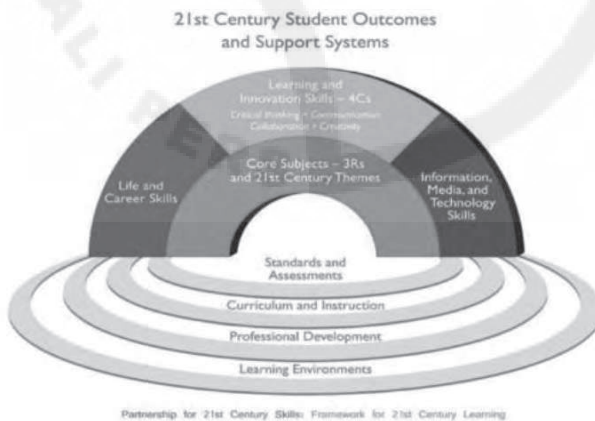 21st Century Student Outcomes
and Support Systems
Learning and
Innovation Skills – 4Cs
Critical thinking • Communication
Collaboration • Creativity
Core Subjects – 3Rs
and 21st Century Themes
Life and
Career Skills
Information,
Media, and
Technology
Skills
Standards and
Assessments
Curriculum and Instruction
Professional Development
Learning Environments
Partnership for 21st Century Skills: Framework for 21st Century Learning